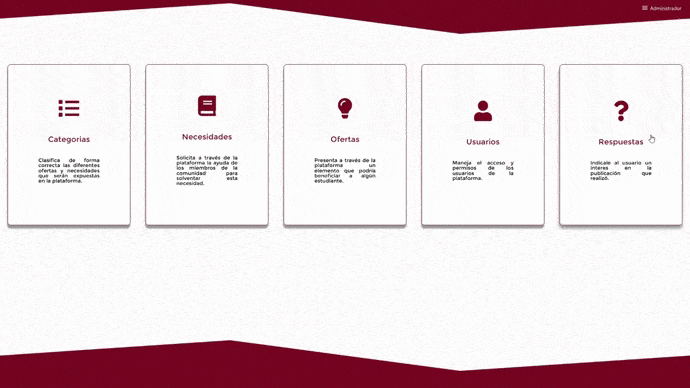 Administrador
Categorias
Clasifica de forma
correcta las diferentes
ofertas y necesidades
que serán expuestas
en la plataforma.
Necesidades
Solicita a través de la
plataforma la ayuda de
los miembros de la
comunidad para
solventar esta
necesidad.
Ofertas
Presenta a través de la
plataforma un
elemento que podría
beneficiar a algún
estudiante.
Usuarios
Maneja el acceso y
permisos de los
usuarios de la
plataforma.
Respuestas
Indicale al usuario un
interes en la
publicación que
realizó.